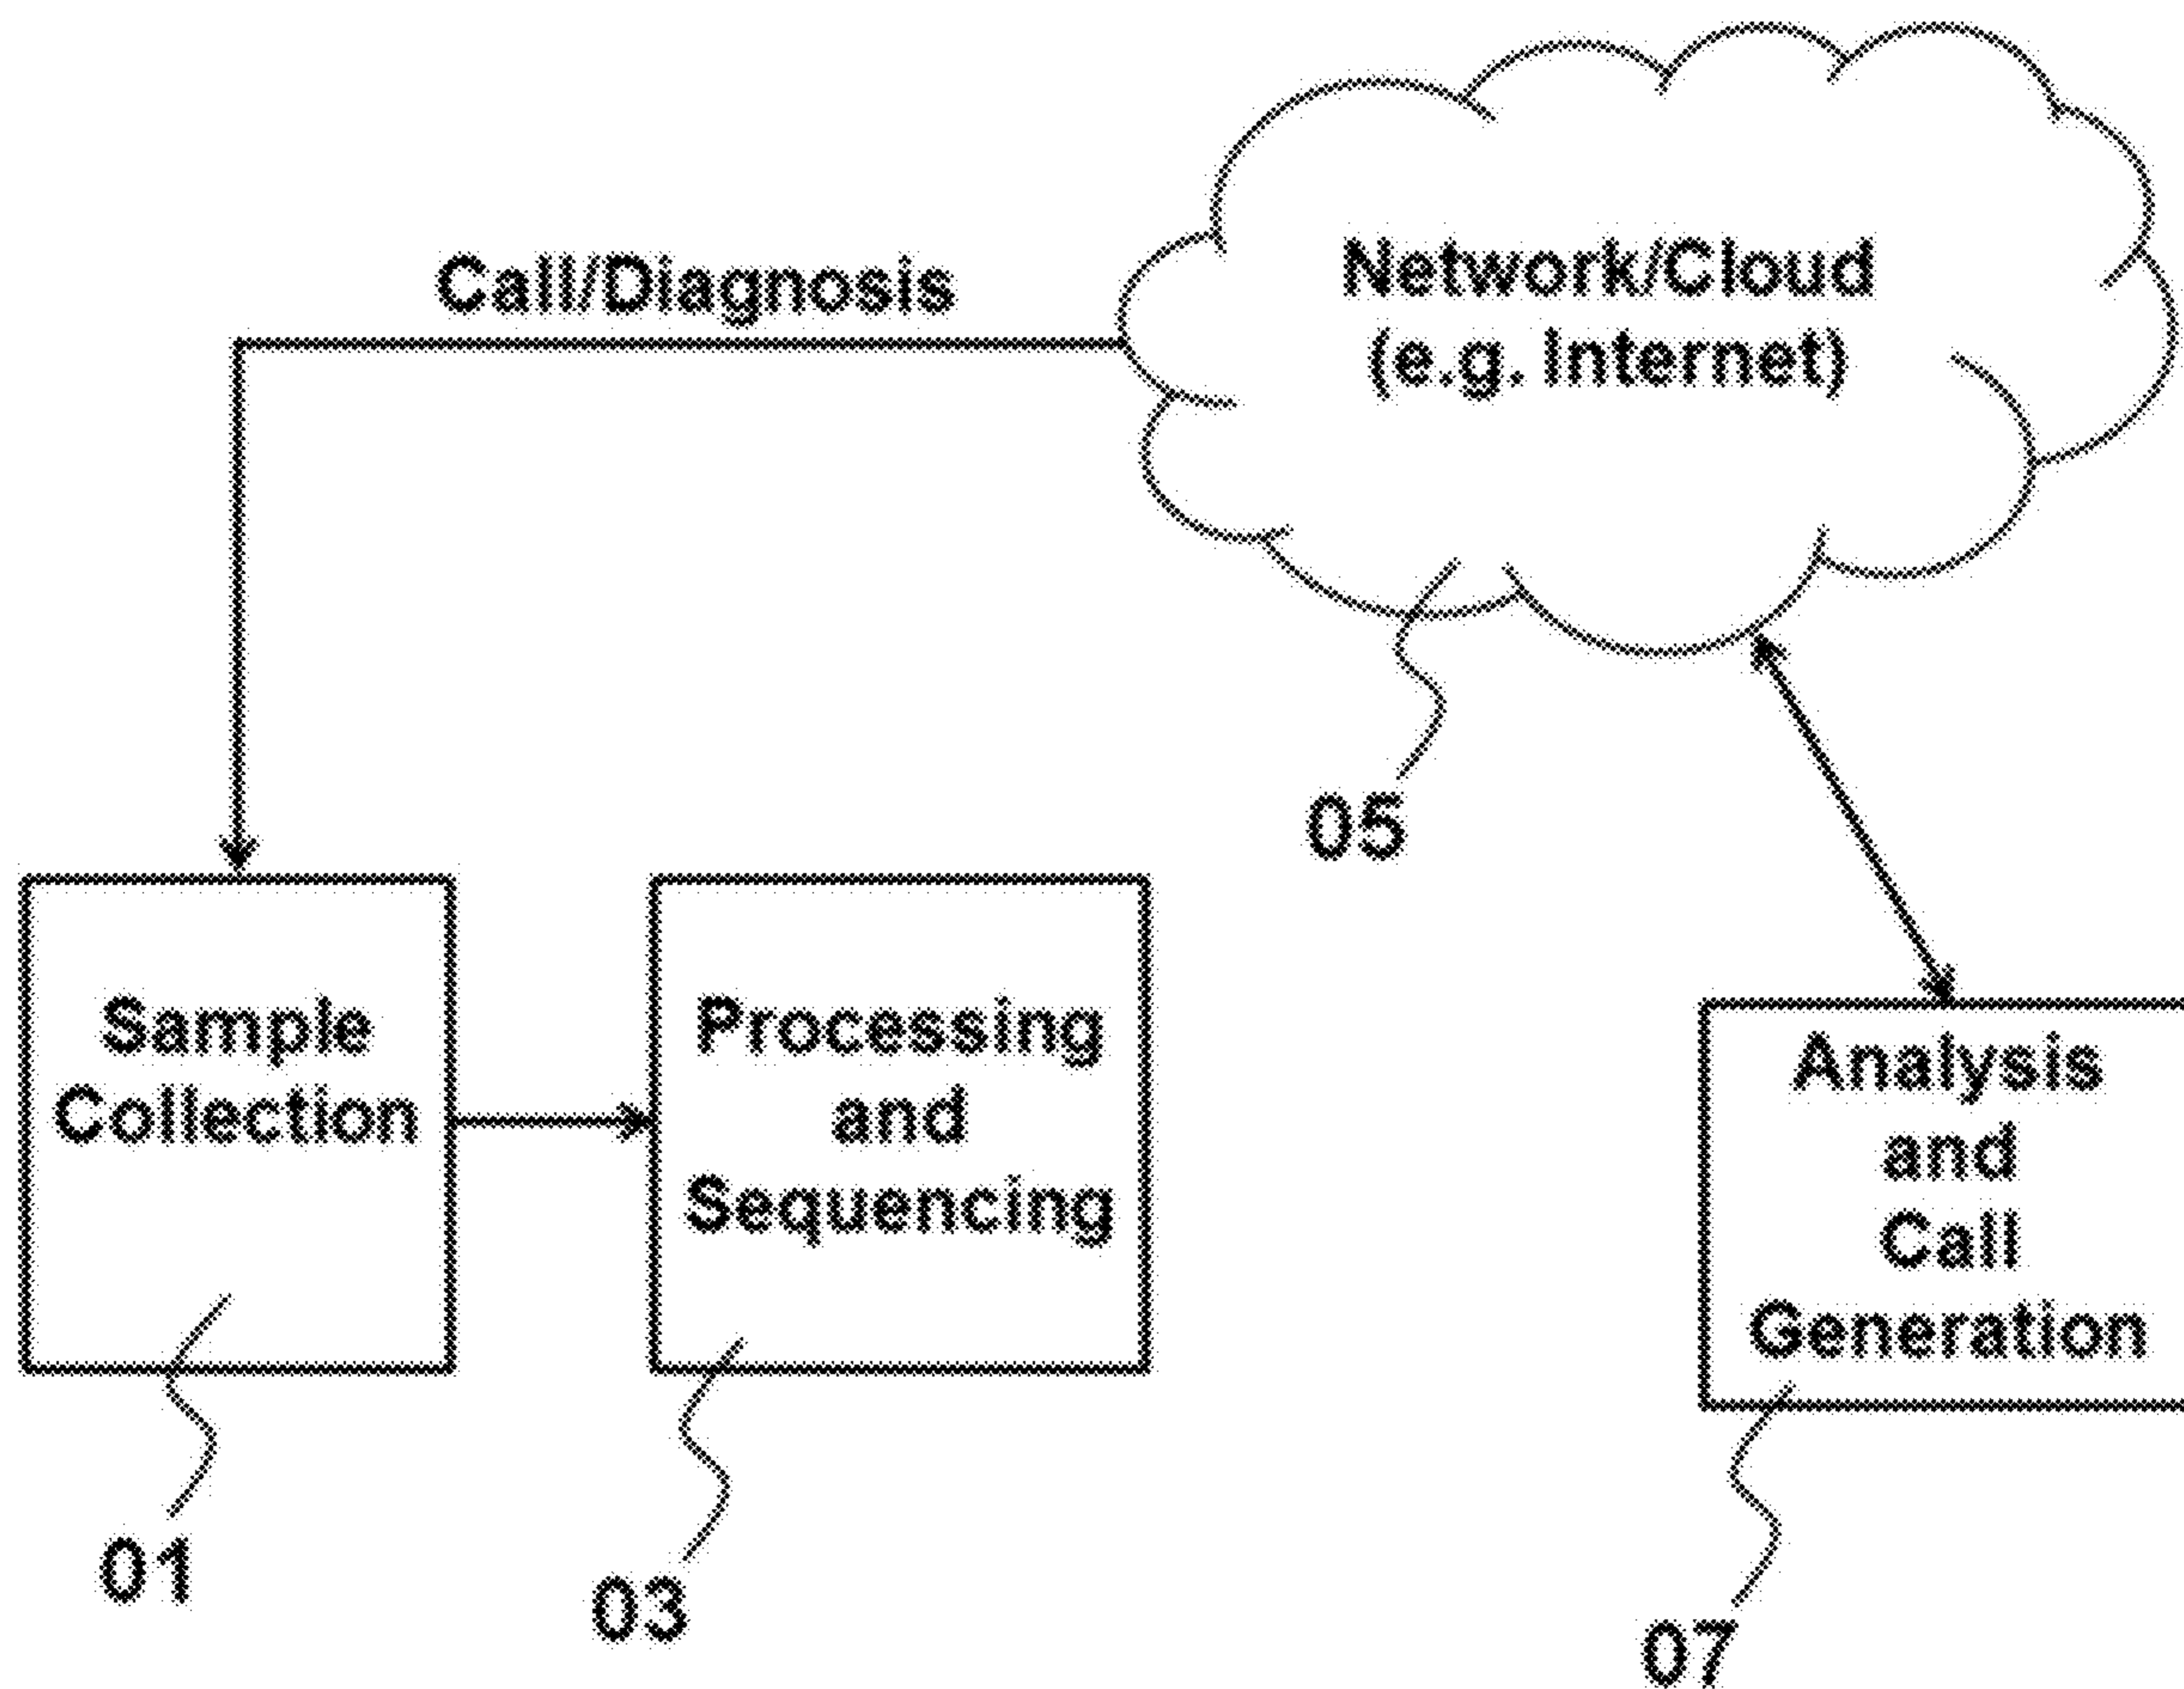 Call/Diagnosis
Network/Cloud
(e.g. Internet)
05
Sample
Collection
01
Processing
and
Sequencing
03
Analysis
and
Call
Generation
07